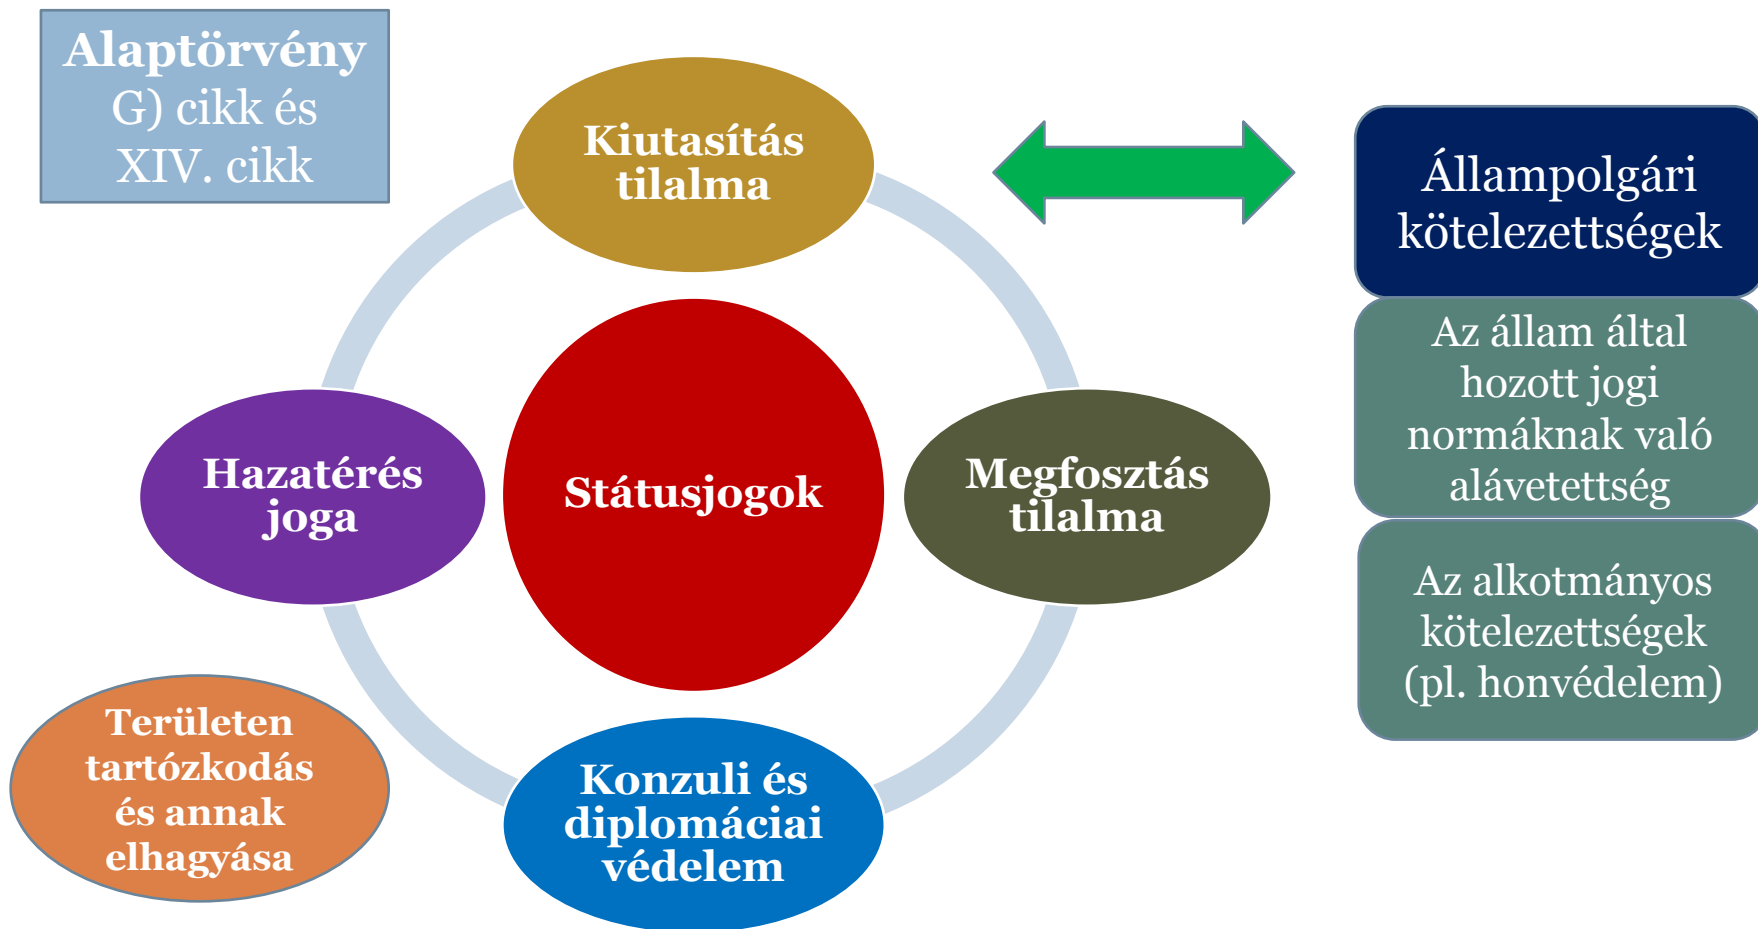 Alaptörvény
G) cikk és
XIV. cikk
Kiutasítás
tilalma
Állampolgári
kötelezettségek
Az állam által
hozott jogi
normáknak való
alávetettség
Az alkotmányos
kötelezettségek
(pl. honvédelem)
Hazatérés
joga
Státusjogok
Megfosztás
tilalma
Területen
tartózkodás
és annak
elhagyása
Konzuli és
diplomáciai
védelem